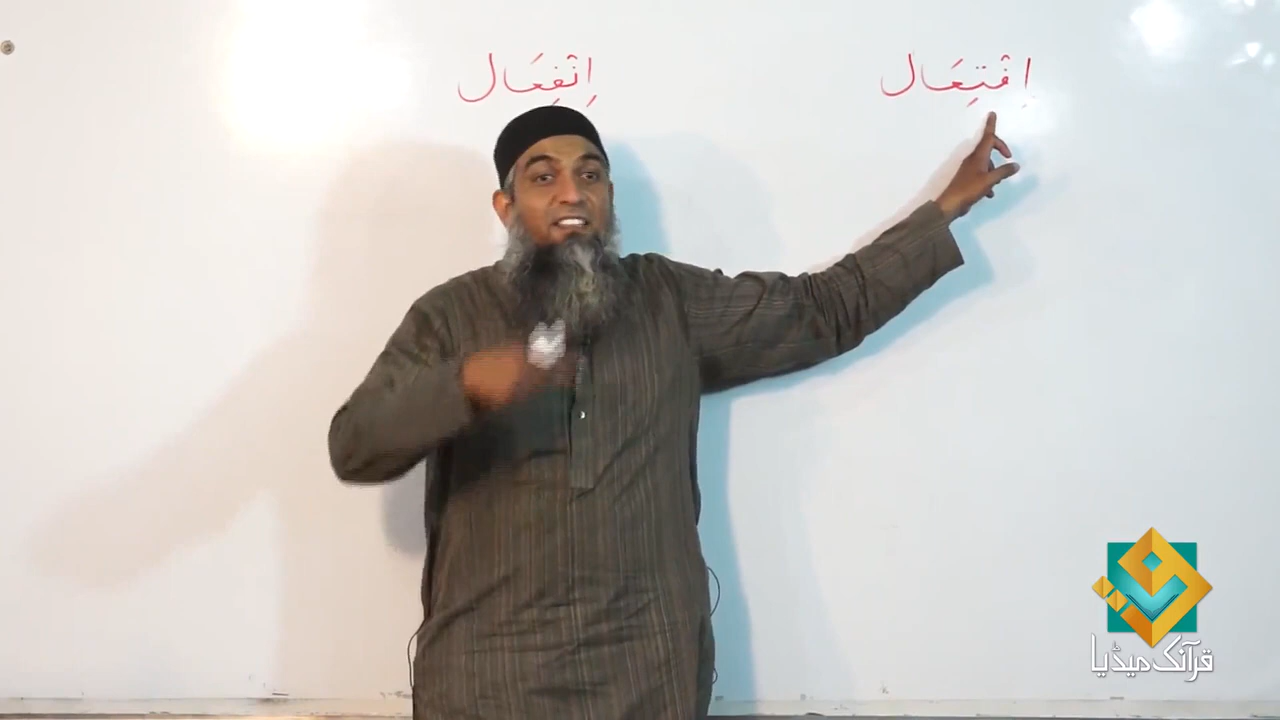 اِفْتِعَال
اِنْفِعَال
قرآنک میڈیا